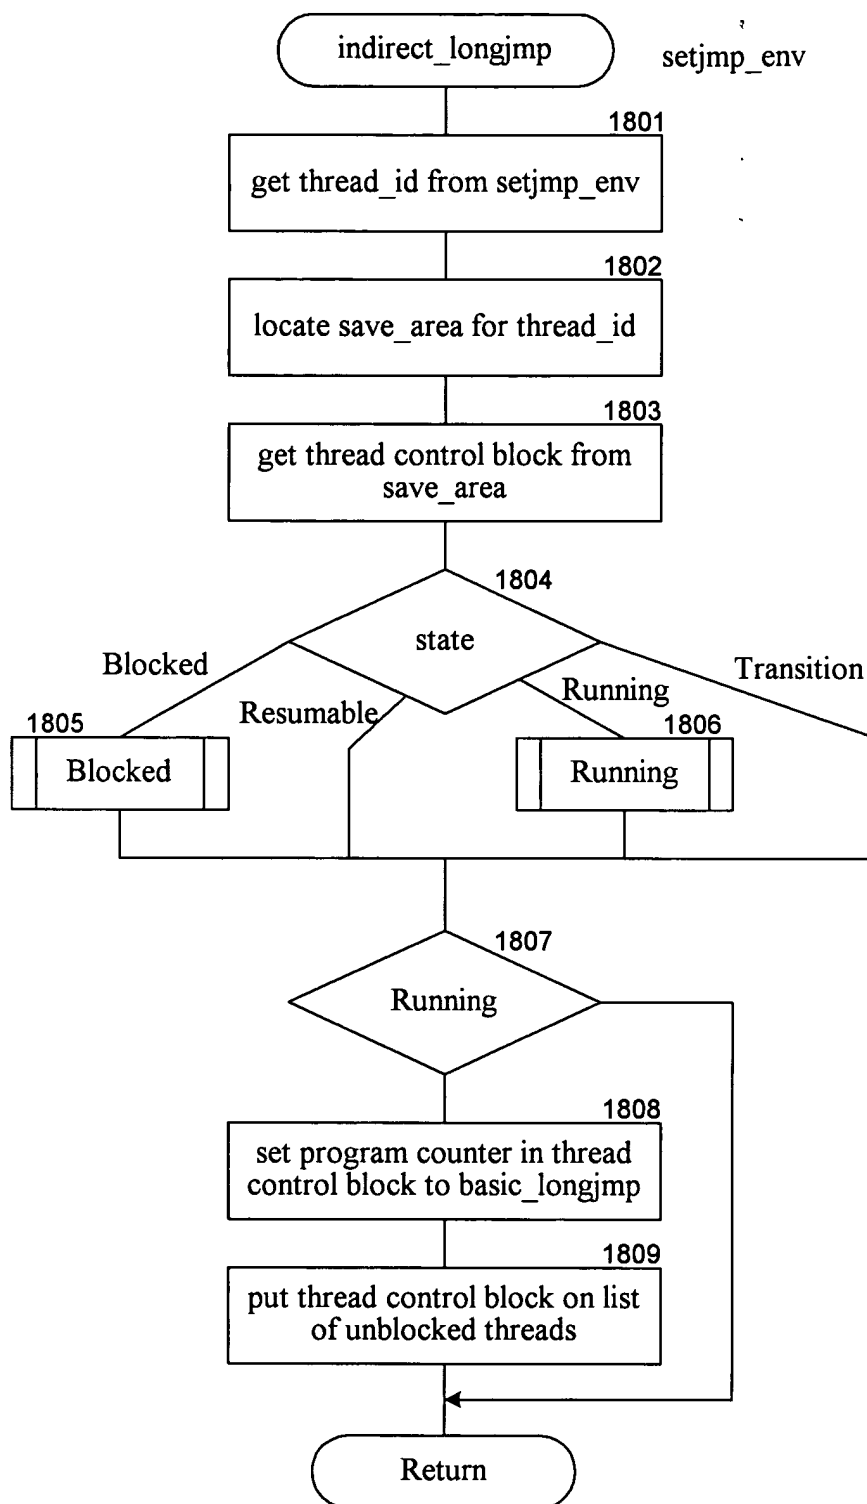 indirect_longjmp
setjmp_env
1801
get thread_id from setjmp_env
1802
locate save_area for thread_id
1803
get thread control block from
save_area
1804
state
Blocked
Resumable
Running
Transition
1805
Blocked
1806
Running
1807
Running
1808
set program counter in thread
control block to basic_longjmp
1809
put thread control block on list
of unblocked threads
Return